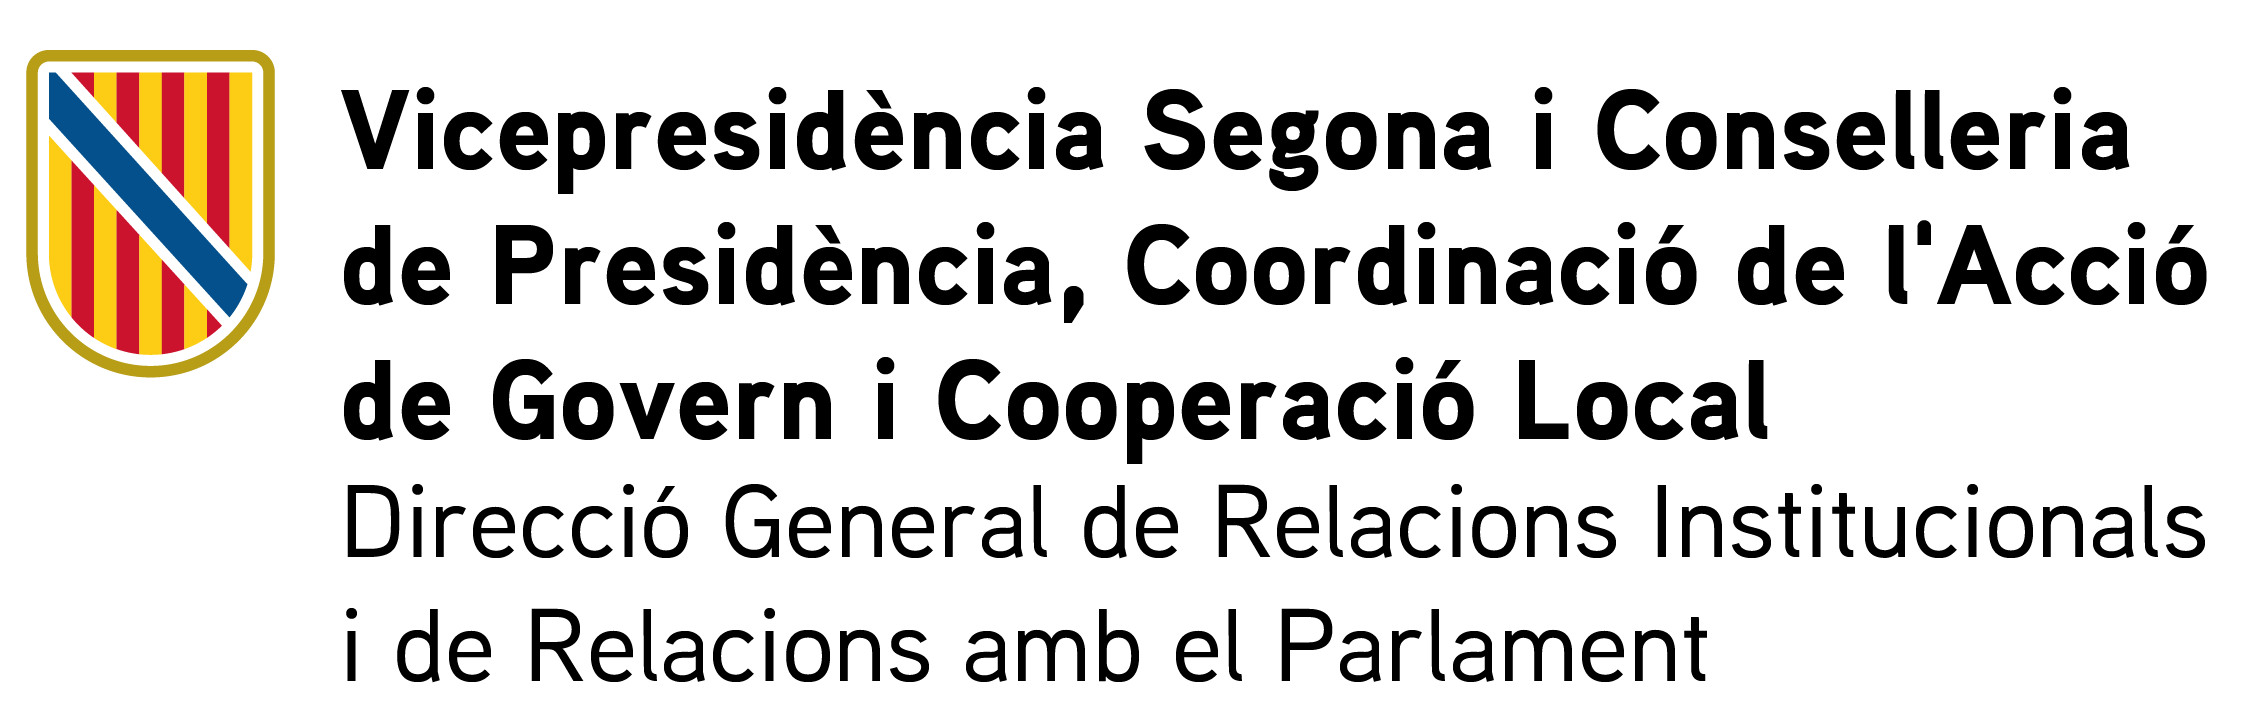 Vicepresidència Segona i Conselleria
de Presidència, Coordinació de l'Acció
de Govern i Cooperació Local
Direcció General de Relacions Institucionals
i de Relacions amb el Parlament